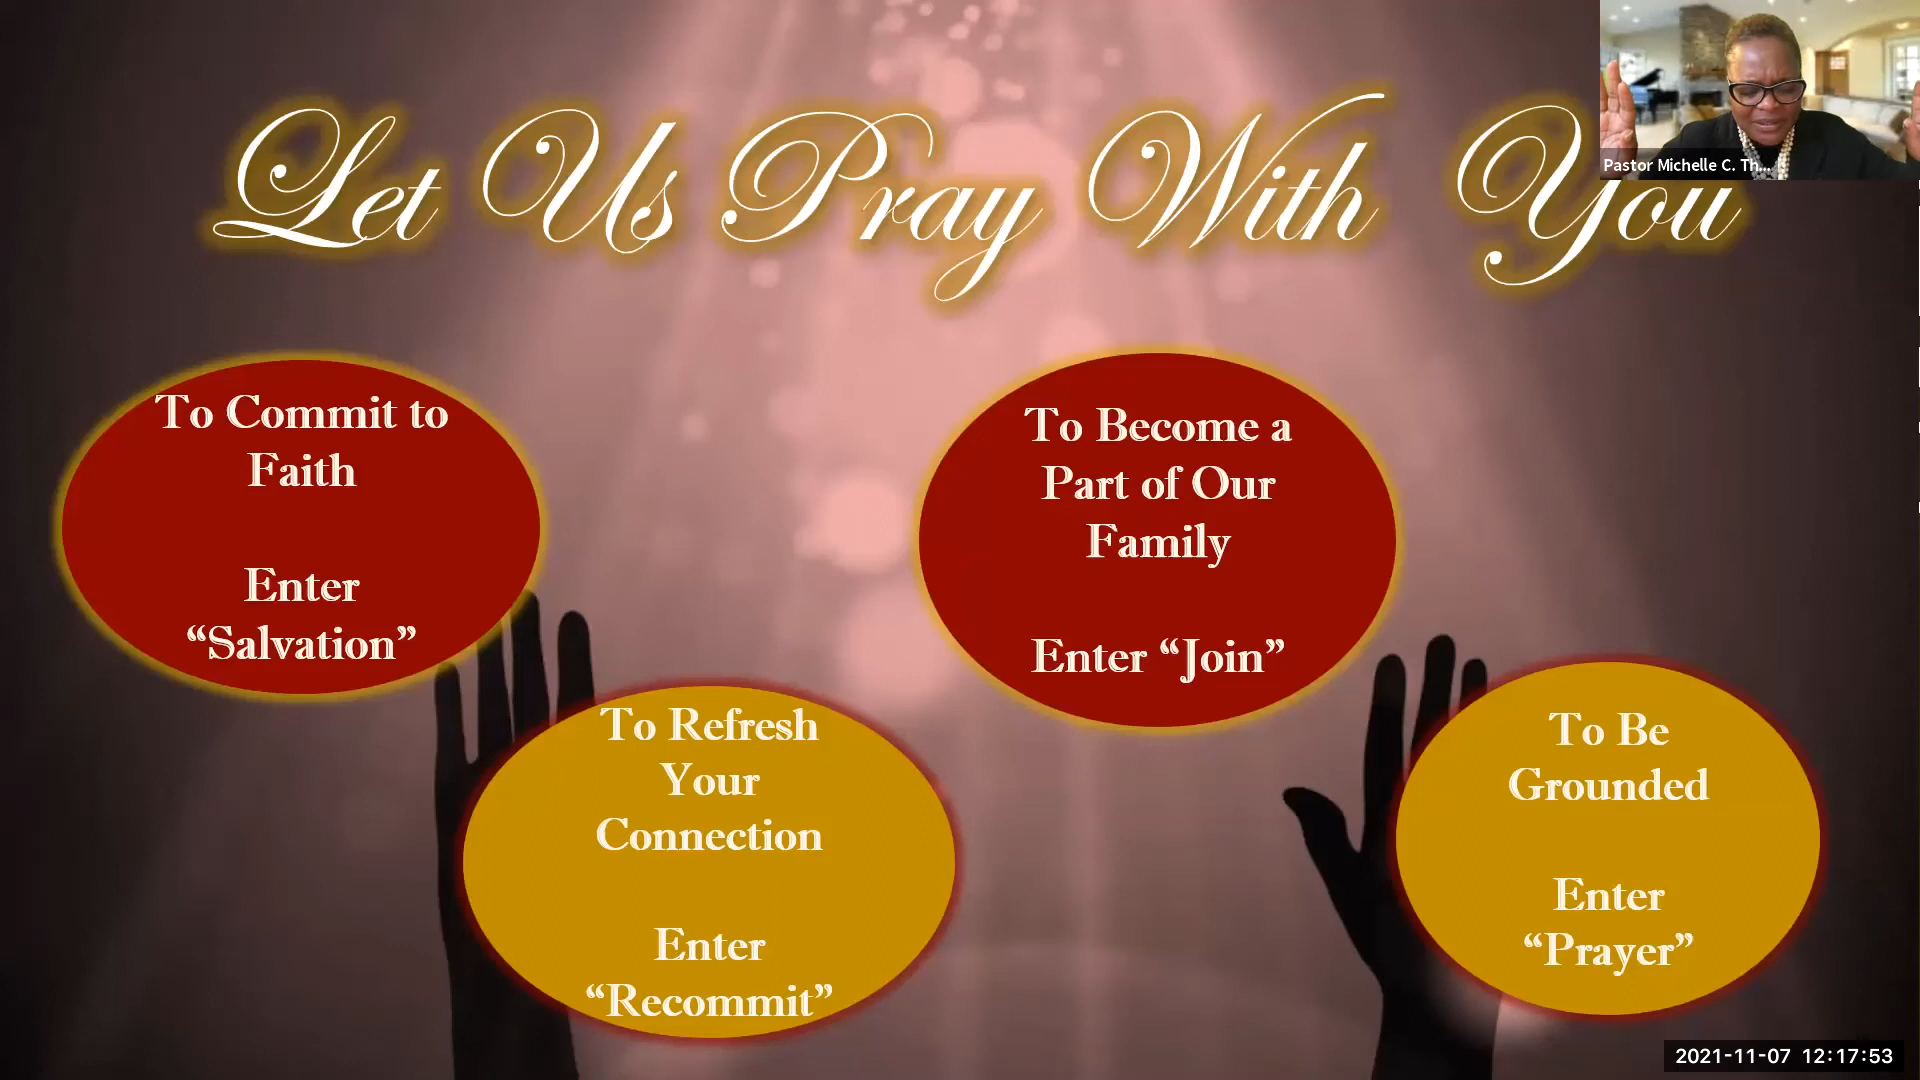 Let Us Pray With You
Pastor Michelle C. Th...
To Commit to
Faith
Enter
“Salvation”
To Become a
Part of Our
Family
Enter “Join”
To Refresh
Your
Connection
Enter
“Recommit”
To Be
Grounded
Enter
“Prayer”
2021-11-07 12:17:53